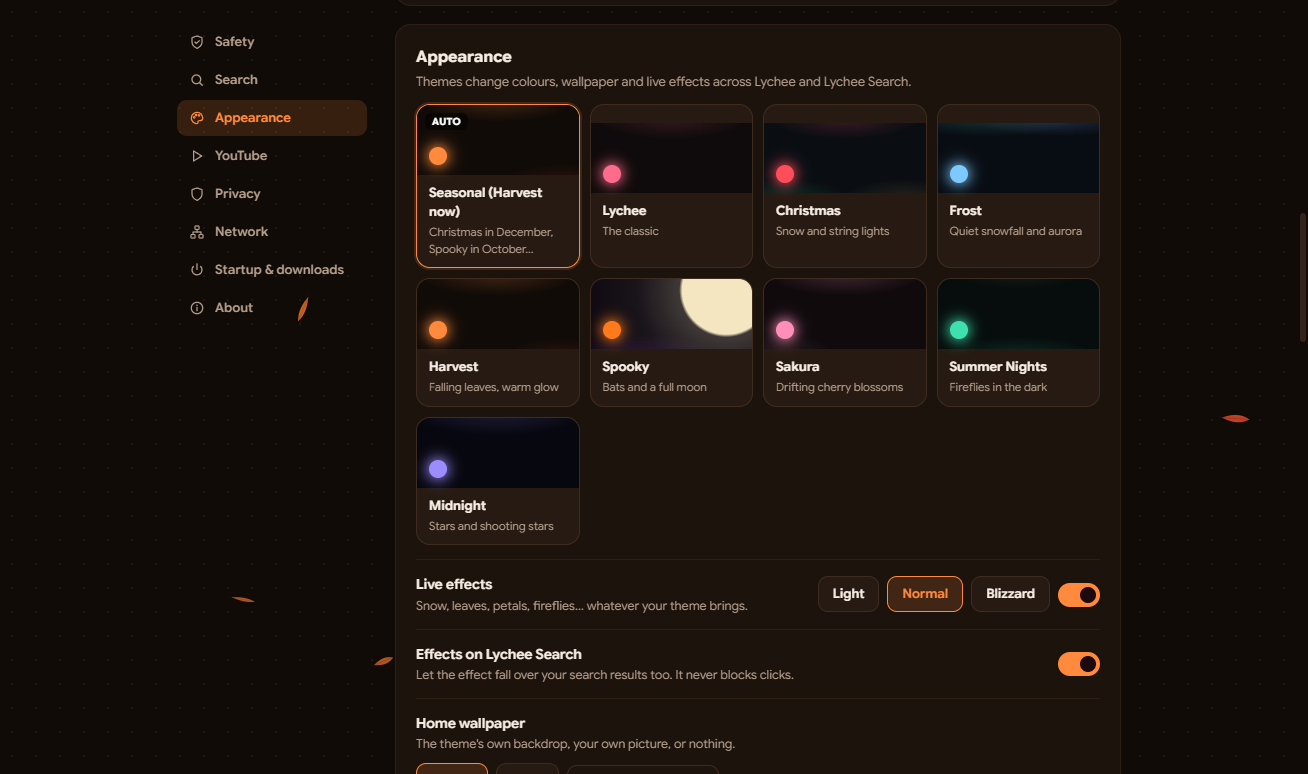 Safety
Search
Appearance
YouTube
Privacy
Network
Startup & downloads
About
Appearance
Themes change colours, wallpaper and live effects across Lychee and Lychee Search.
AUTO
Seasonal (Harvest
now)
Christmas in December,
Spooky in October...
Lychee
The classic
Christmas
Snow and string lights
Frost
Quiet snowfall and aurora
Harvest
Falling leaves, warm glow
Spooky
Bats and a full moon
Sakura
Drifting cherry blossoms
Summer Nights
Fireflies in the dark
Midnight
Stars and shooting stars
Live effects
Snow, leaves, petals, fireflies... whatever your theme brings.
Light
Normal
Blizzard
Effects on Lychee Search
Let the effect fall over your search results too. It never blocks clicks.
Home wallpaper
The theme's own backdrop, your own picture, or nothing.